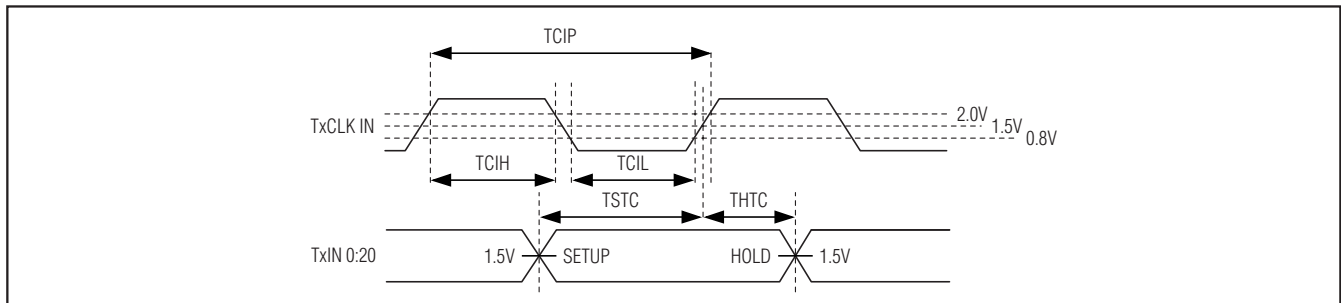 TCIP
TxCLK IN
2.0V
1.5V
0.8V
TCIH
TCIL
TSTC
THTC
TxIN 0:20
1.5V
SETUP
HOLD
1.5V